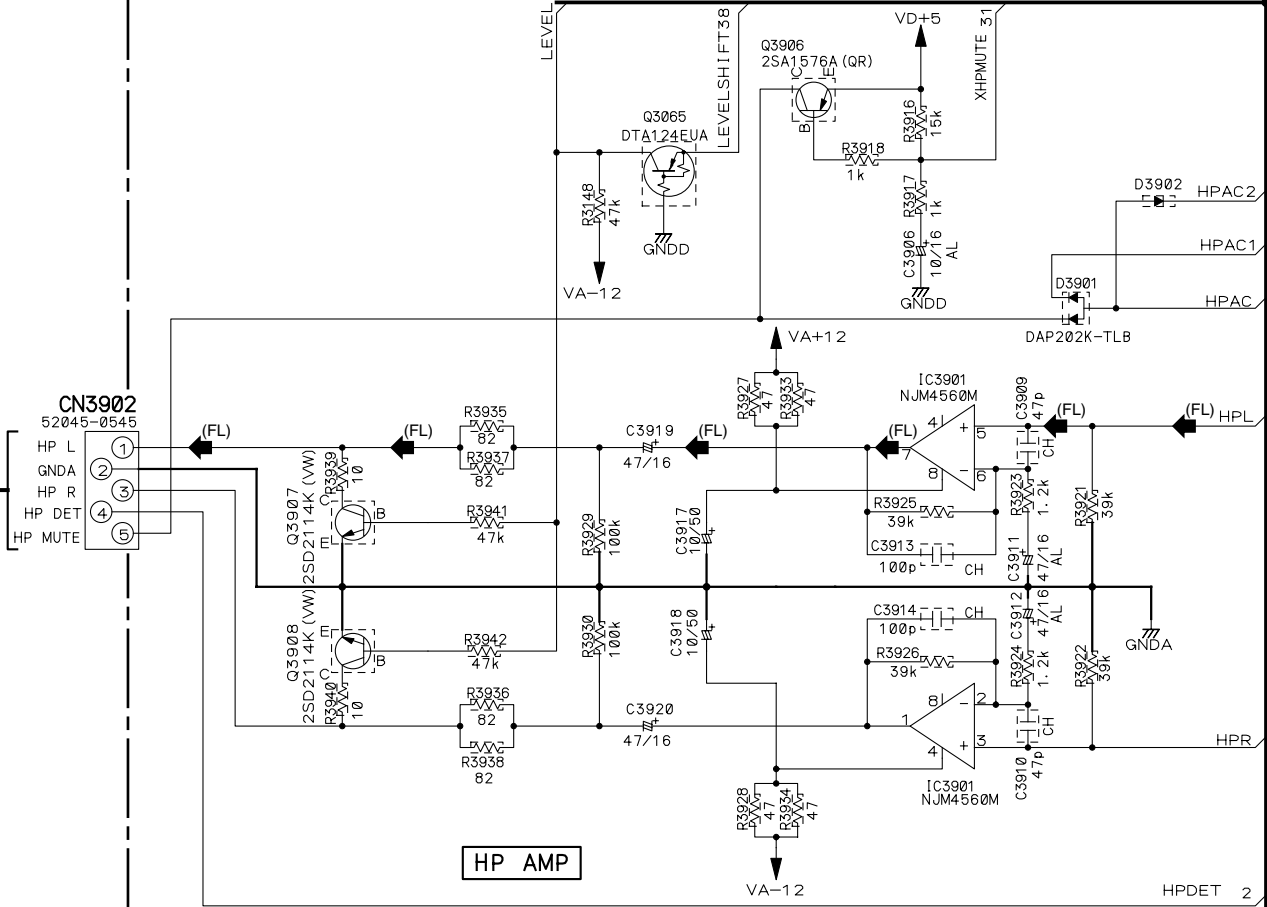 LEVEL
LEVELSHIFT38
XHPMUTE 31
VD+5
Q3906
2SA1576A (QR)
C E
B
R3916
15k
Q3065
DTA124EUA
R3918
1k
R3917
1k
R3148
47k
GNDD
VA-12
C3906
10/16
AL
GNDD
D3902
HPAC2
HPAC1
D3901
HPAC
DAP202K-TLB
VA+12
R3927
47
R3933
47
IC3901
NJM4560M
C3909
47p
CH
CN3902
52045-0545
HP L
1
GNDA
2
HP R
3
HP DET
4
HP MUTE
5
(FL)
(FL)
R3935
82
R3937
82
C3919
47/16
(FL)
(FL)
(FL)
(FL)
HPL
4
+
5
7
8
-
6
R3939
10
Q3907
2SD2114K (VW)
C
B
E
R3941
47k
R3929
100k
C3917
10/50
R3925
39k
C3913
100p
CH
R3923
1.2k
R3921
39k
C3911
47/16
AL
Q3908
2SD2114K (VW)
E
B
C
R3940
10
R3942
47k
R3930
100k
C3918
10/50
C3914
100p
CH
R3926
39k
C3912
47/16
AL
R3924
1.2k
R3922
39k
GNDA
R3936
82
R3938
82
C3920
47/16
8
-
2
1
4
+
3
CH
C3910
47p
HPR
IC3901
NJM4560M
R3928
47
R3934
47
VA-12
HP AMP
HPDET 2